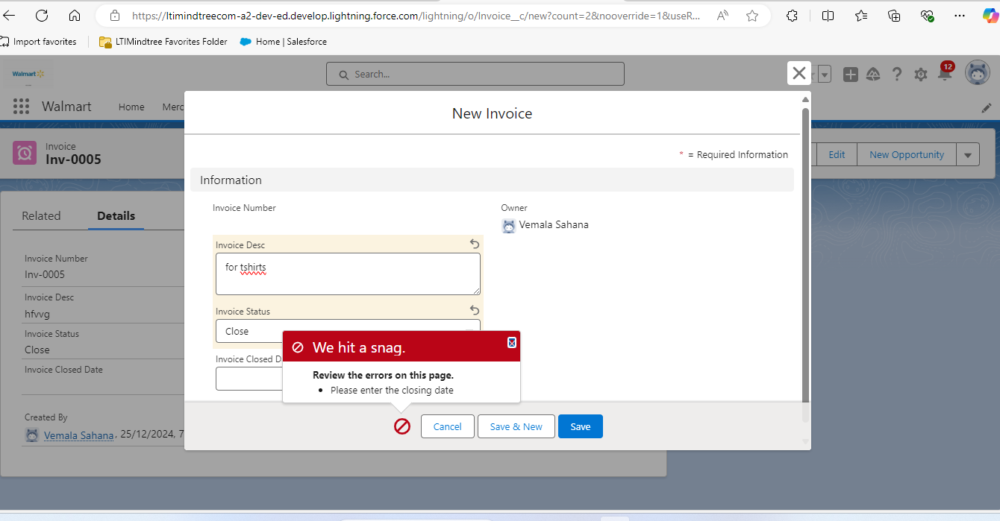 https://ltimindtreecom-a2-dev-ed.develop.lightning.force.com/lightning/o/Invoice__c/new?count=2&nooverride=1&useR...
Import favorites
LTIMindtree Favorites Folder
Home | Salesforce
Walmart
Search...
12
Walmart
Home
Merc
Invoice
Inv-0005
Edit
New Opportunity
Related
Details
Invoice Number
Inv-0005
Invoice Desc
hfvvg
Invoice Status
Close
Invoice Closed Date
Created By
Vemala Sahana, 25/12/2024, 7
New Invoice
* = Required Information
Information
Invoice Number
Owner
Vemala Sahana
Invoice Desc
for tshirts
Invoice Status
Close
Invoice Closed D
We hit a snag.
Review the errors on this page.
• Please enter the closing date
Cancel
Save & New
Save